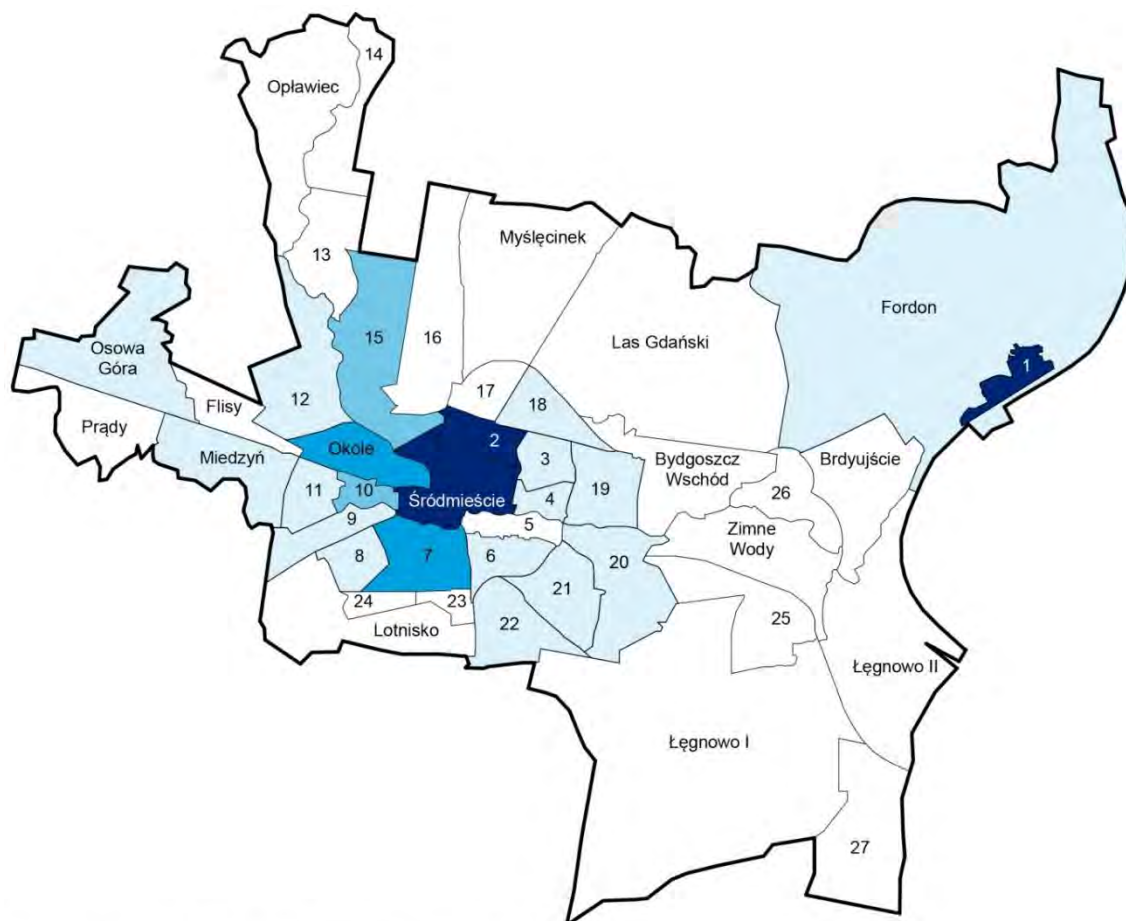 14
Opławiec
13
Myślęcinek
Fordon
15
16
Las Gdański
Osowa
Góra
1
12
17
18
Flisy
Prądy
2
Okole
Miedzyń
3
Bydgoszcz
Wschód
Brdyujście
11
10
Śródmieście
4
19
26
9
5
Zimne
Wody
8
7
6
20
21
24
23
25
22
Lotnisko
Łęgnowo II
Łęgnowo I
27